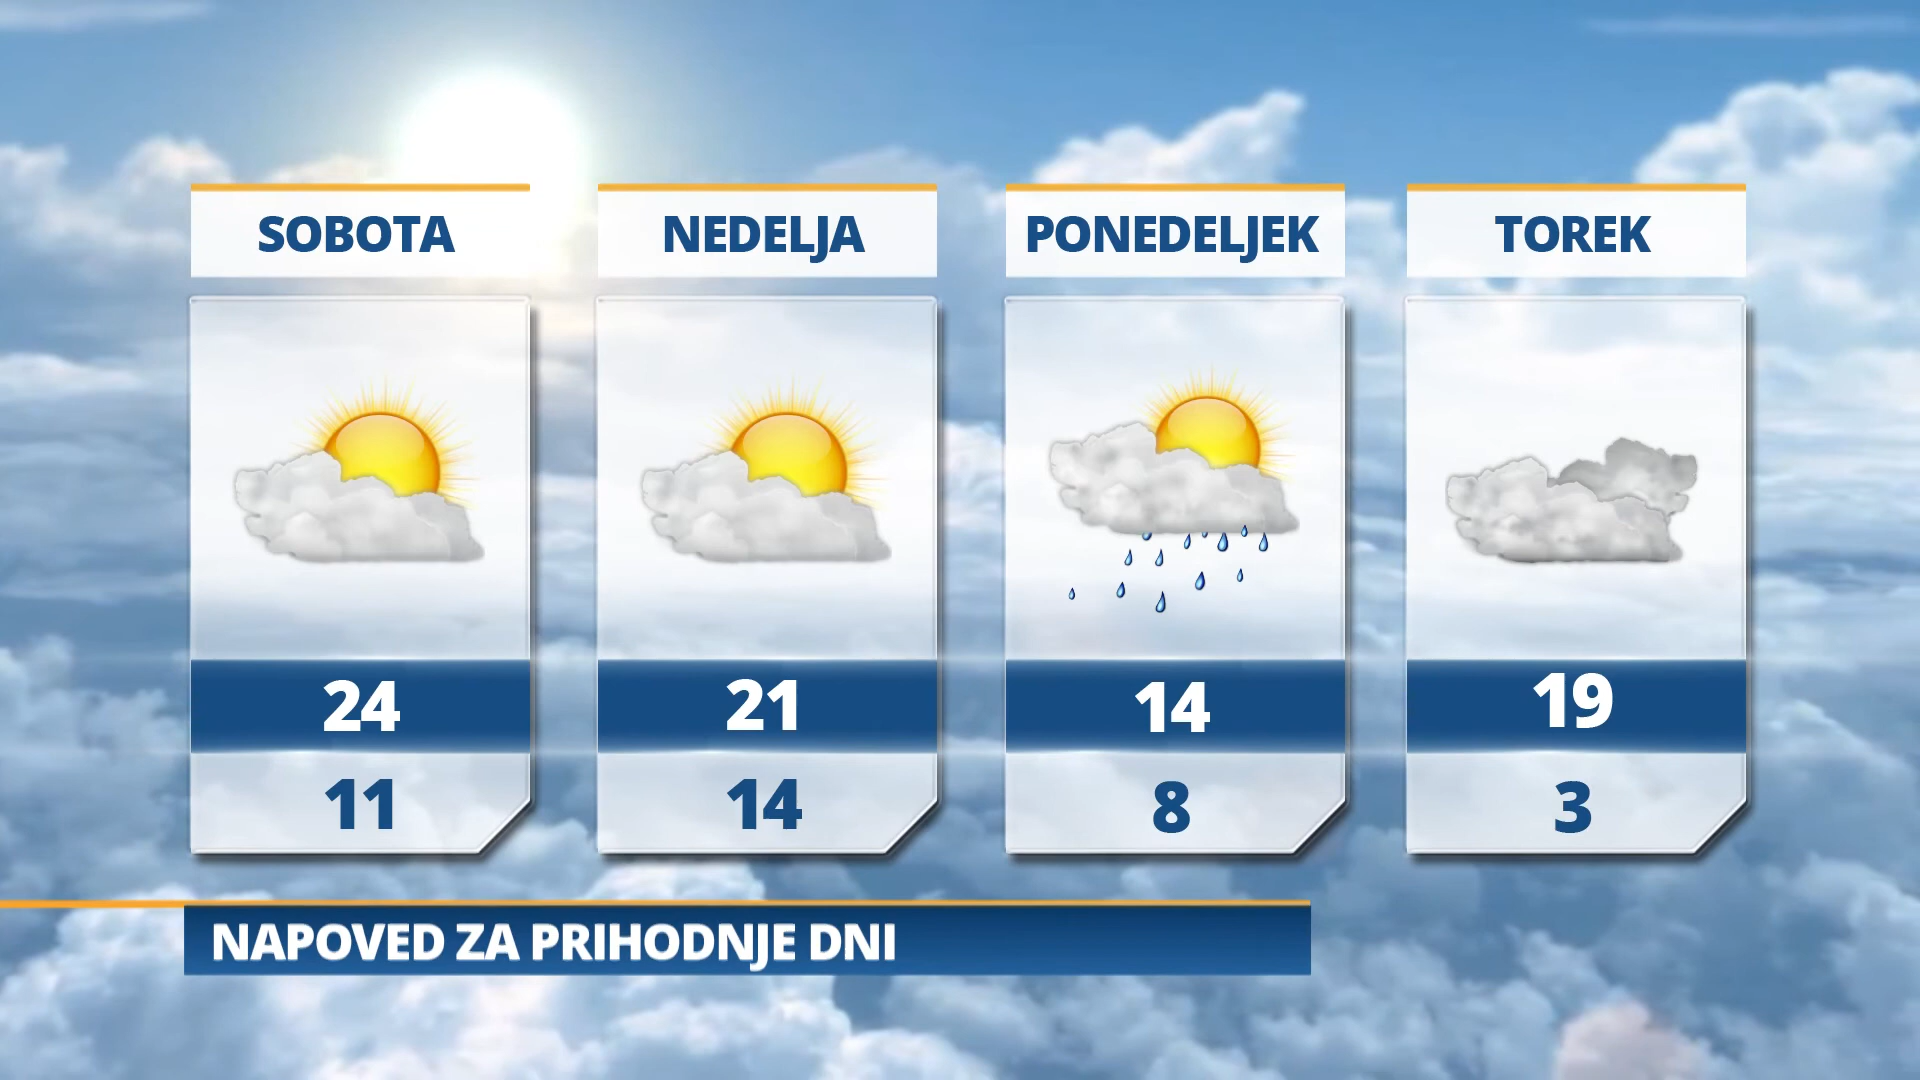 SOBOTA
NEDELJA
PONEDELJEK
TOREK
24
21
14
19
11
14
8
3
NAPOVED ZA PRIHODNJE DNI